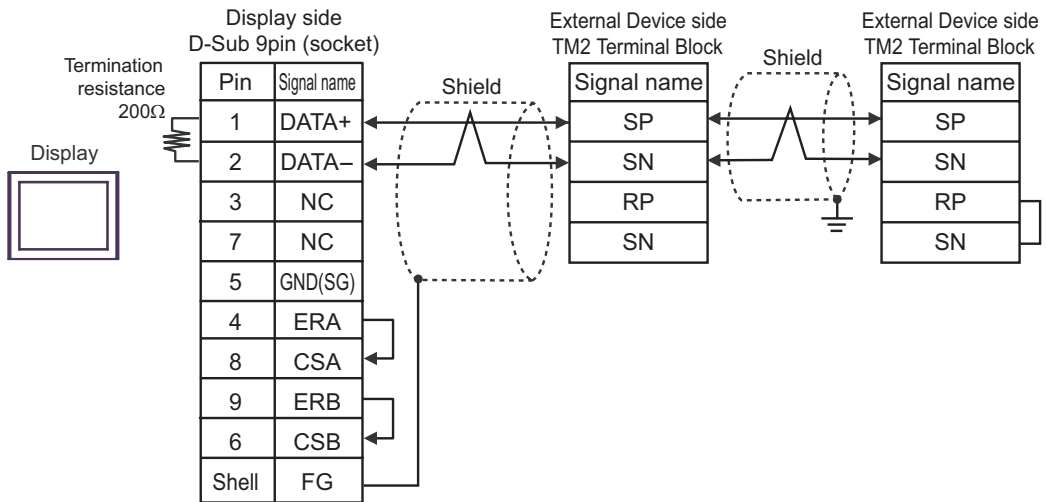 Display side
D-Sub 9pin (socket)
External Device side
TM2 Terminal Block
External Device side
TM2 Terminal Block
Termination
resistance
200Ω
Display
Pin Signal name
1 DATA+
2 DATA–
3 NC
7 NC
5 GND(SG)
4 ERA
8 CSA
9 ERB
6 CSB
Shell FG
Shield
Signal name
SP
SN
RP
SN
Shield
Signal name
SP
SN
RP
SN